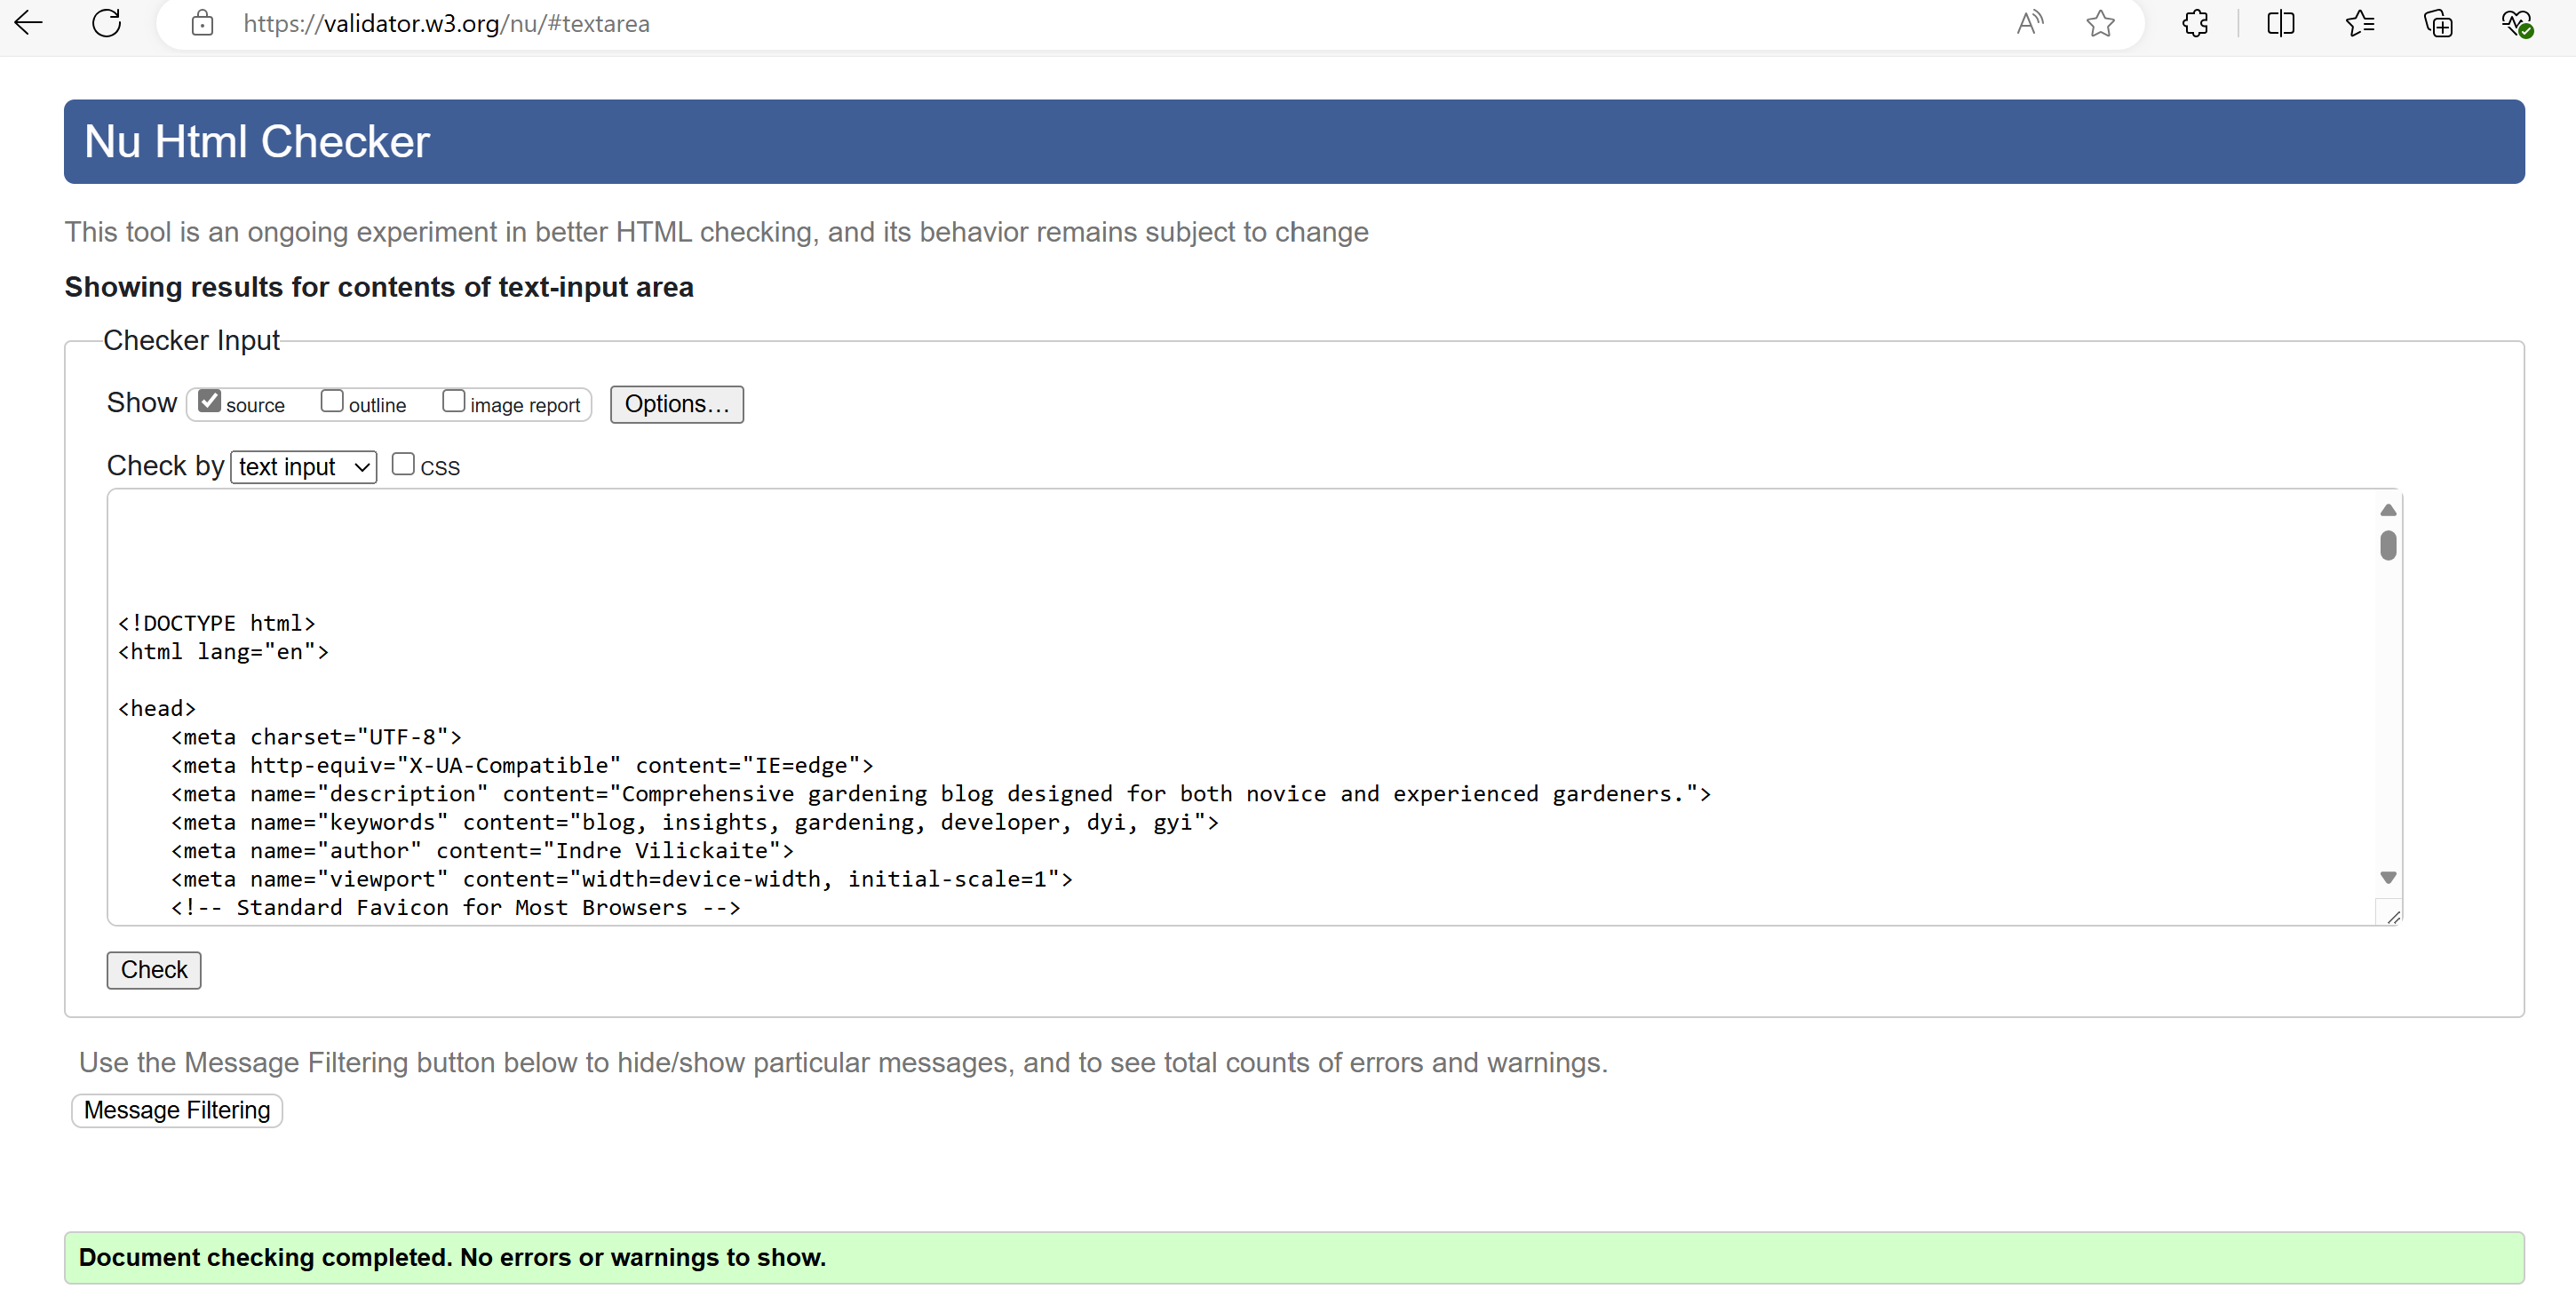 https://validator.w3.org/nu/#textarea
Nu Html Checker
This tool is an ongoing experiment in better HTML checking, and its behavior remains subject to change
Showing results for contents of text-input area
Checker Input
Show source outline image report Options...
Check by text input CSS
<!DOCTYPE html>
<html lang="en">
<head>
<meta charset="UTF-8">
<meta http-equiv="X-UA-Compatible" content="IE=edge">
<meta name="description" content="Comprehensive gardening blog designed for both novice and experienced gardeners.">
<meta name="keywords" content="blog, insights, gardening, developer, dyi, gyi">
<meta name="author" content="Indre Vilickaite">
<meta name="viewport" content="width=device-width, initial-scale=1">
<!-- Standard Favicon for Most Browsers -->
Check
Use the Message Filtering button below to hide/show particular messages, and to see total counts of errors and warnings.
Message Filtering
Document checking completed. No errors or warnings to show.